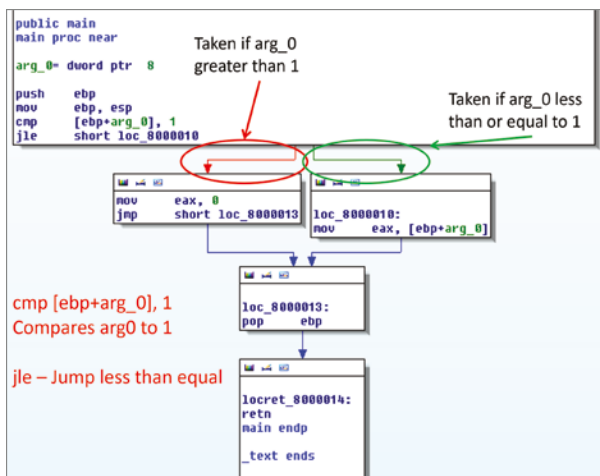 public main
main proc near
arg_0= dword ptr  8
push    ebp
mov     ebp, esp
cmp     [ebp+arg_0], 1
jle     short loc_8000010
Taken if arg_0
greater than 1
Taken if arg_0 less
than or equal to 1
mov     eax, 0
jmp     short loc_8000013
loc_8000010:
mov     eax, [ebp+arg_0]
loc_8000013:
pop     ebp
cmp [ebp+arg_0], 1
Compares arg0 to 1
jle – Jump less than equal
locret_8000014:
retn
main endp
_text ends